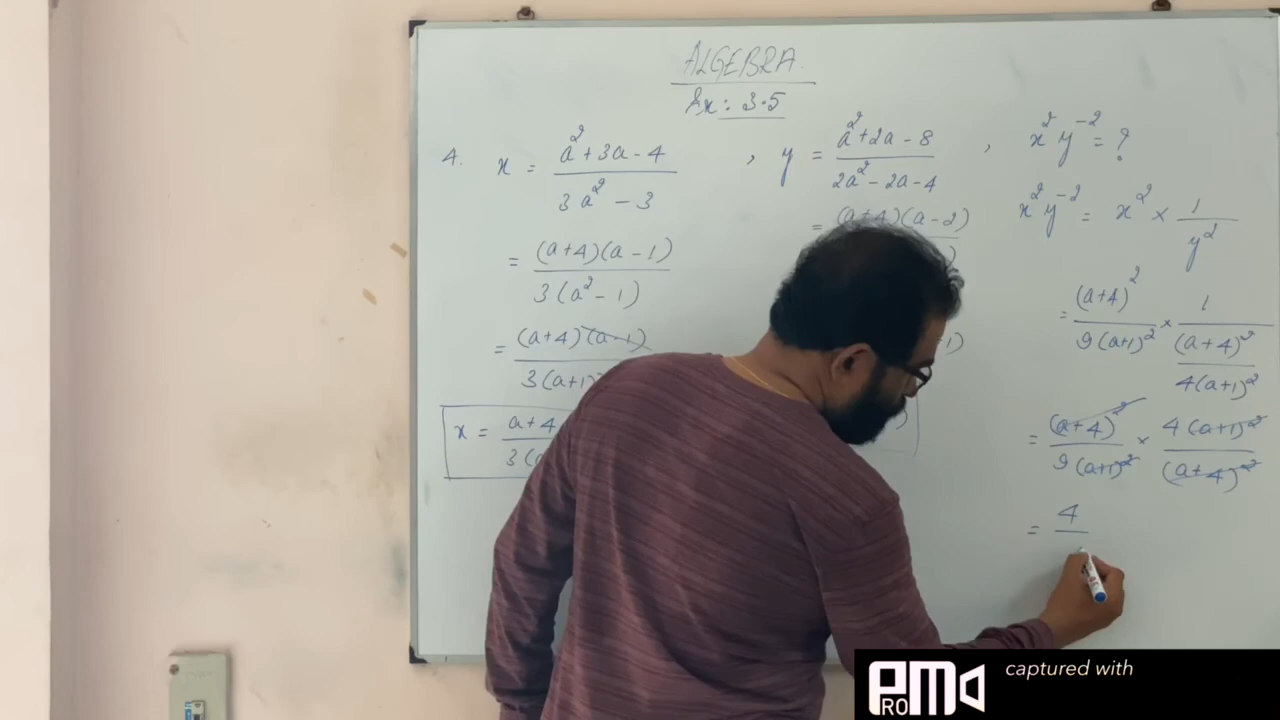 ALGEBRA
Ex: 3.5
4. x = a² + 3a - 4 / 3a² - 3 , y = a² + 2a - 8 / 2a² - 2a - 4 , x² y⁻² = ?
= (a+4)(a-1) / 3(a² - 1)
= (a+4)(a-1) / 3(a+1)
x = a+4 / 3(a
= (a+4)(a-2)
x² y⁻² = x² × 1 / y²
= (a+4)² / 9(a+1)² × 1 / (a+4)² / 4(a+1)²
= (a+4)² / 9(a+1)² × 4(a+1)² / (a+4)²
= 4
PRO M
captured with